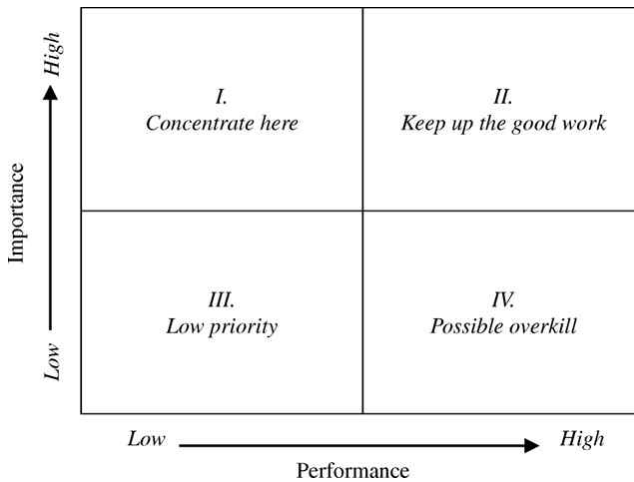 High
I.
Concentrate here
II.
Keep up the good work
Importance
III.
Low priority
IV.
Possible overkill
Low
Low
High
Performance